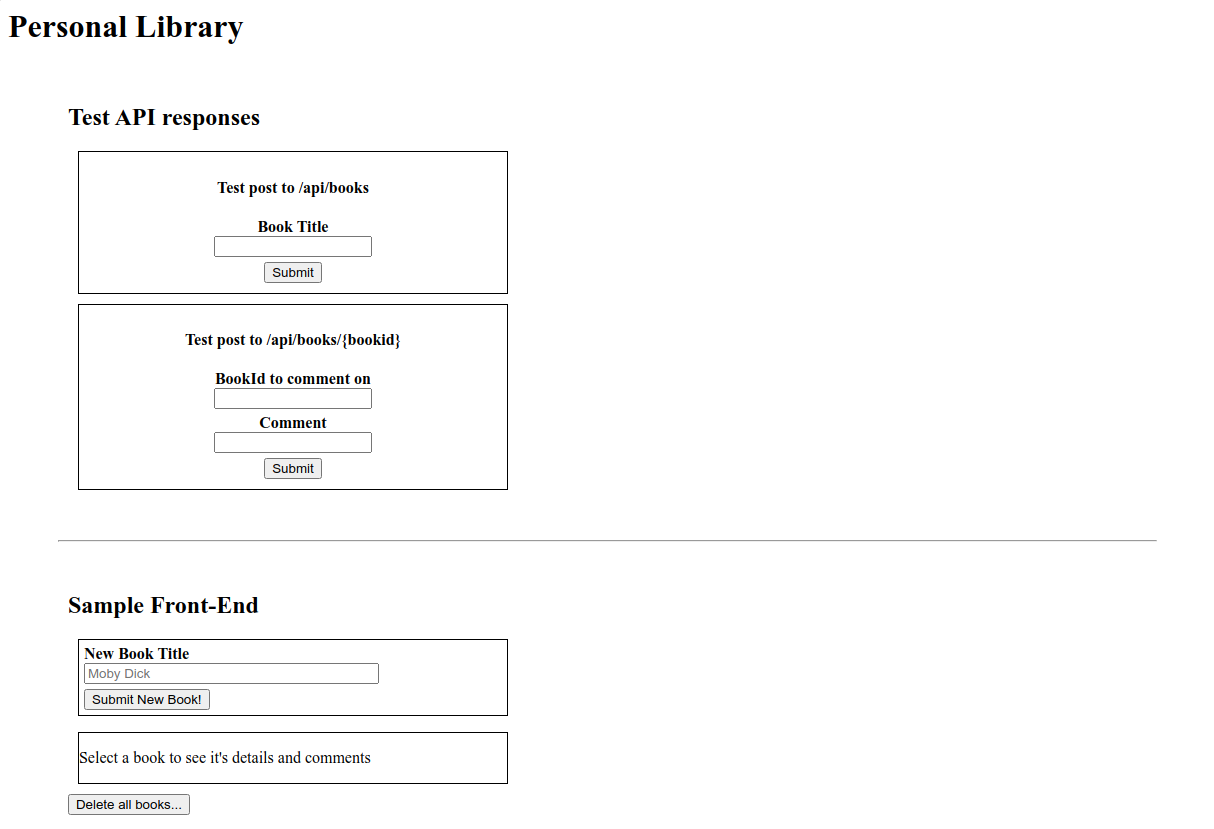 Personal Library
Test API responses
Test post to /api/books
Book Title
Submit
Test post to /api/books/{bookid}
BookId to comment on
Comment
Submit
Sample Front-End
New Book Title
Moby Dick
Submit New Book!
Select a book to see it's details and comments
Delete all books...